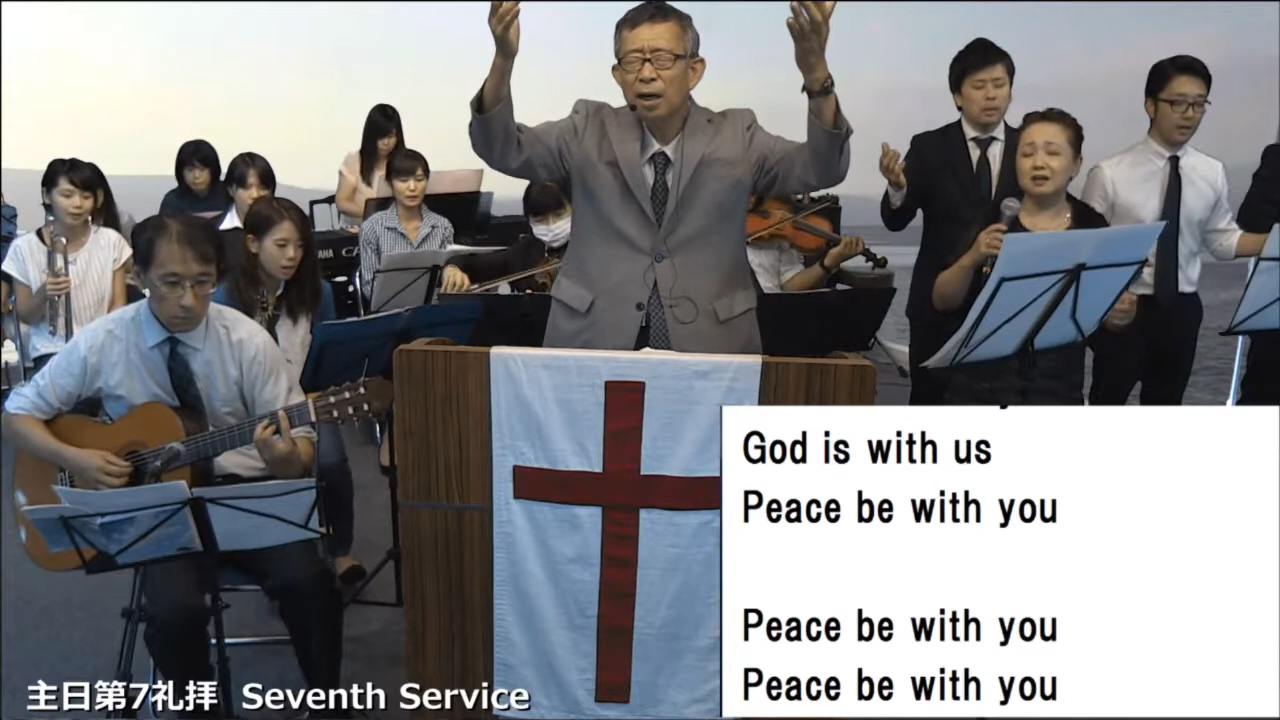 YAMAHA
God is with us
Peace be with you
Peace be with you
Peace be with you
主日第7礼拝 Seventh Service